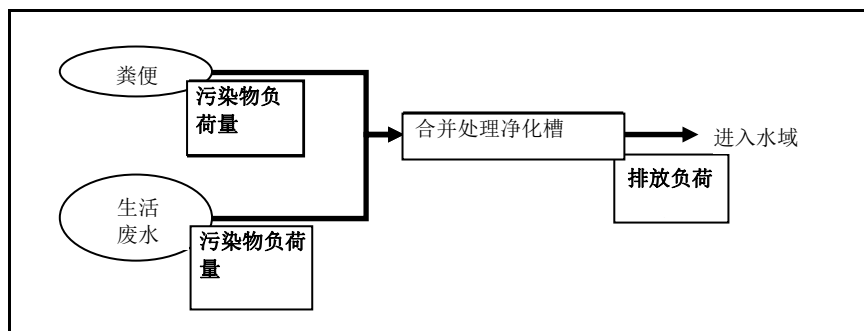 粪便
污染物负
荷量
合并处理净化槽
进入水域
排放负荷
生活
废水
污染物负荷
量